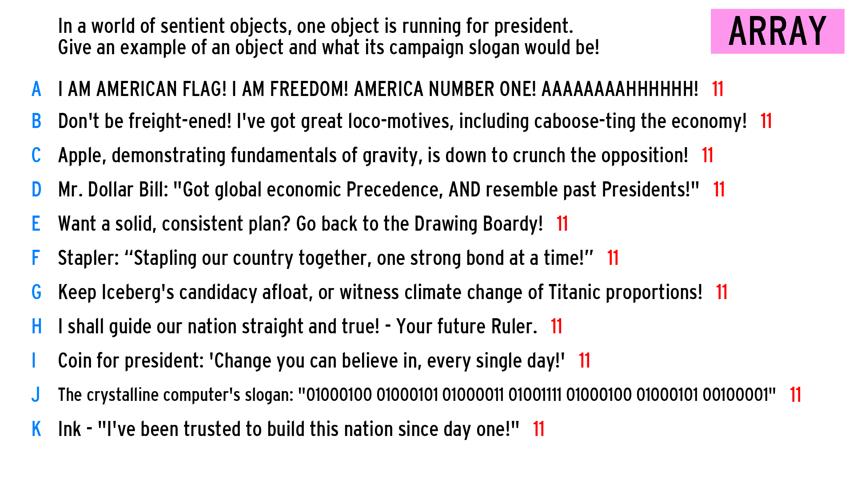 In a world of sentient objects, one object is running for president.
Give an example of an object and what its campaign slogan would be!
ARRAY
A I AM AMERICAN FLAG! I AM FREEDOM! AMERICA NUMBER ONE! AAAAAAAAHHHHHH! 11
B Don't be freight-ened! I've got great loco-motives, including caboose-ting the economy! 11
C Apple, demonstrating fundamentals of gravity, is down to crunch the opposition! 11
D Mr. Dollar Bill: "Got global economic Precedence, AND resemble past Presidents!" 11
E Want a solid, consistent plan? Go back to the Drawing Boardy! 11
F Stapler: “Stapling our country together, one strong bond at a time!” 11
G Keep Iceberg's candidacy afloat, or witness climate change of Titanic proportions! 11
H I shall guide our nation straight and true! - Your future Ruler. 11
I Coin for president: 'Change you can believe in, every single day!' 11
J The crystalline computer's slogan: "01000100 01000101 01000011 01001111 01000100 01000101 00100001" 11
K Ink - "I've been trusted to build this nation since day one!" 11